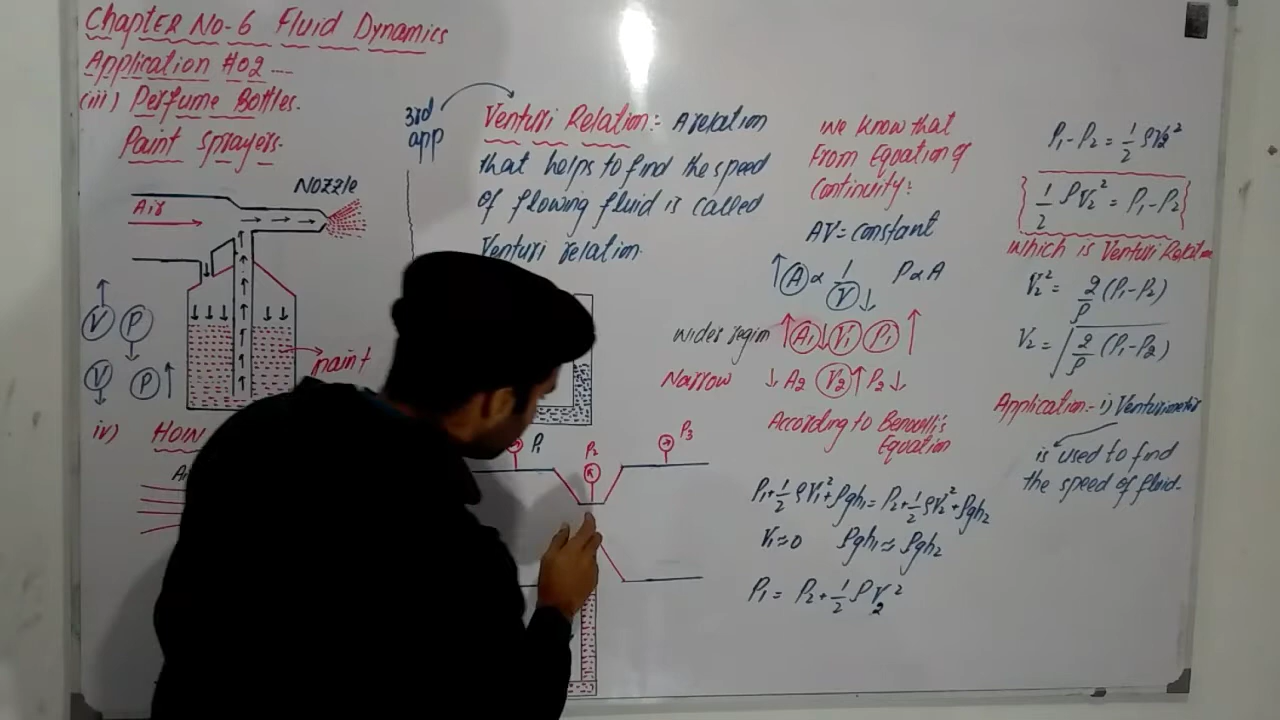 Chapter No-6 Fluid Dynamics
Application #02 ---
(iii) Perfume Bottles.
Paint Sprayers.
Nozzle
Air
V P
V P
paint
iv) How
3rd
app
Venturi Relation:- A relation
that helps to find the speed
of flowing fluid is called
Venturi relation.
P1
P2
P3
We know that
From Equation of
Continuity:
AV = constant
↑ A ∝ 1/V ↓ P ∝ A
wider region ↑ A1 ↓ V1 P1 ↑
Narrow ↓ A2 V2 ↑ P2 ↓
According to Bernoulli's
Equation
P1 + 1/2 ρV1² + ρgh1 = P2 + 1/2 ρV2² + ρgh2
V1 ≈ 0 ρgh1 ≈ ρgh2
P1 = P2 + 1/2 ρV2²
P1 - P2 = 1/2 ρV2²
1/2 ρV2² = P1 - P2
which is Venturi Relation
V2² = 2/ρ (P1 - P2)
V2 = √(2/ρ (P1 - P2))
Application:- i) Venturimeter
is used to find
the speed of fluid-